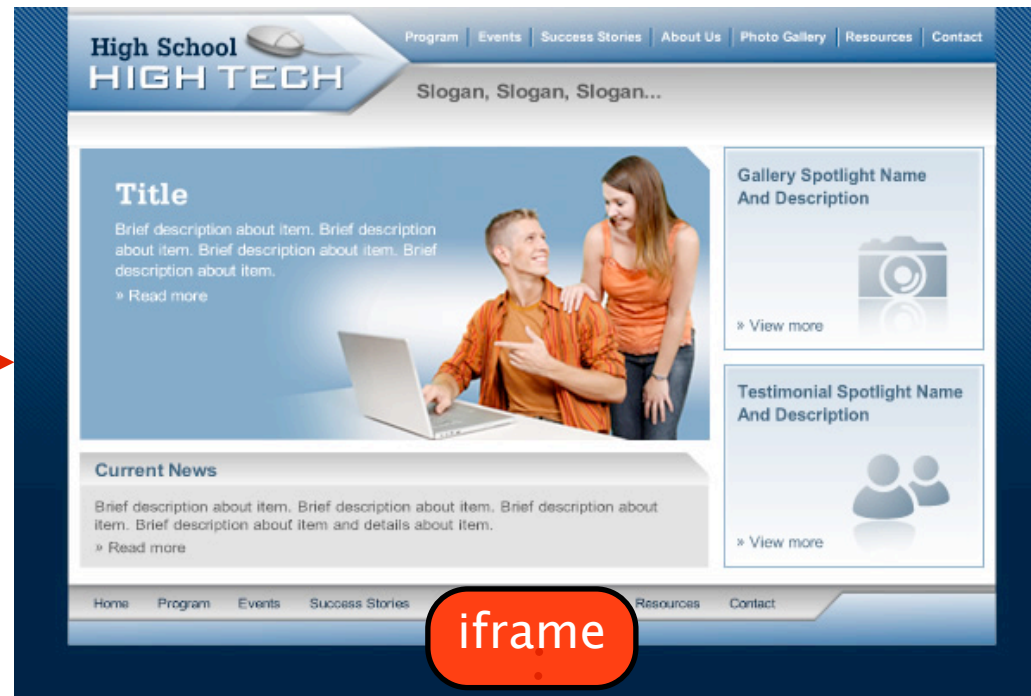 High School
HIGH TECH
Program Events Success Stories About Us Photo Gallery Resources Contact
Slogan, Slogan, Slogan...
Title
Brief description about item. Brief description
about item. Brief description about item. Brief
description about item.
» Read more
Gallery Spotlight Name
And Description
» View more
Testimonial Spotlight Name
And Description
» View more
Current News
Brief description about item. Brief description about item. Brief description about
item. Brief description about item and details about item.
» Read more
Home Program Events Success Stories Resources Contact
iframe